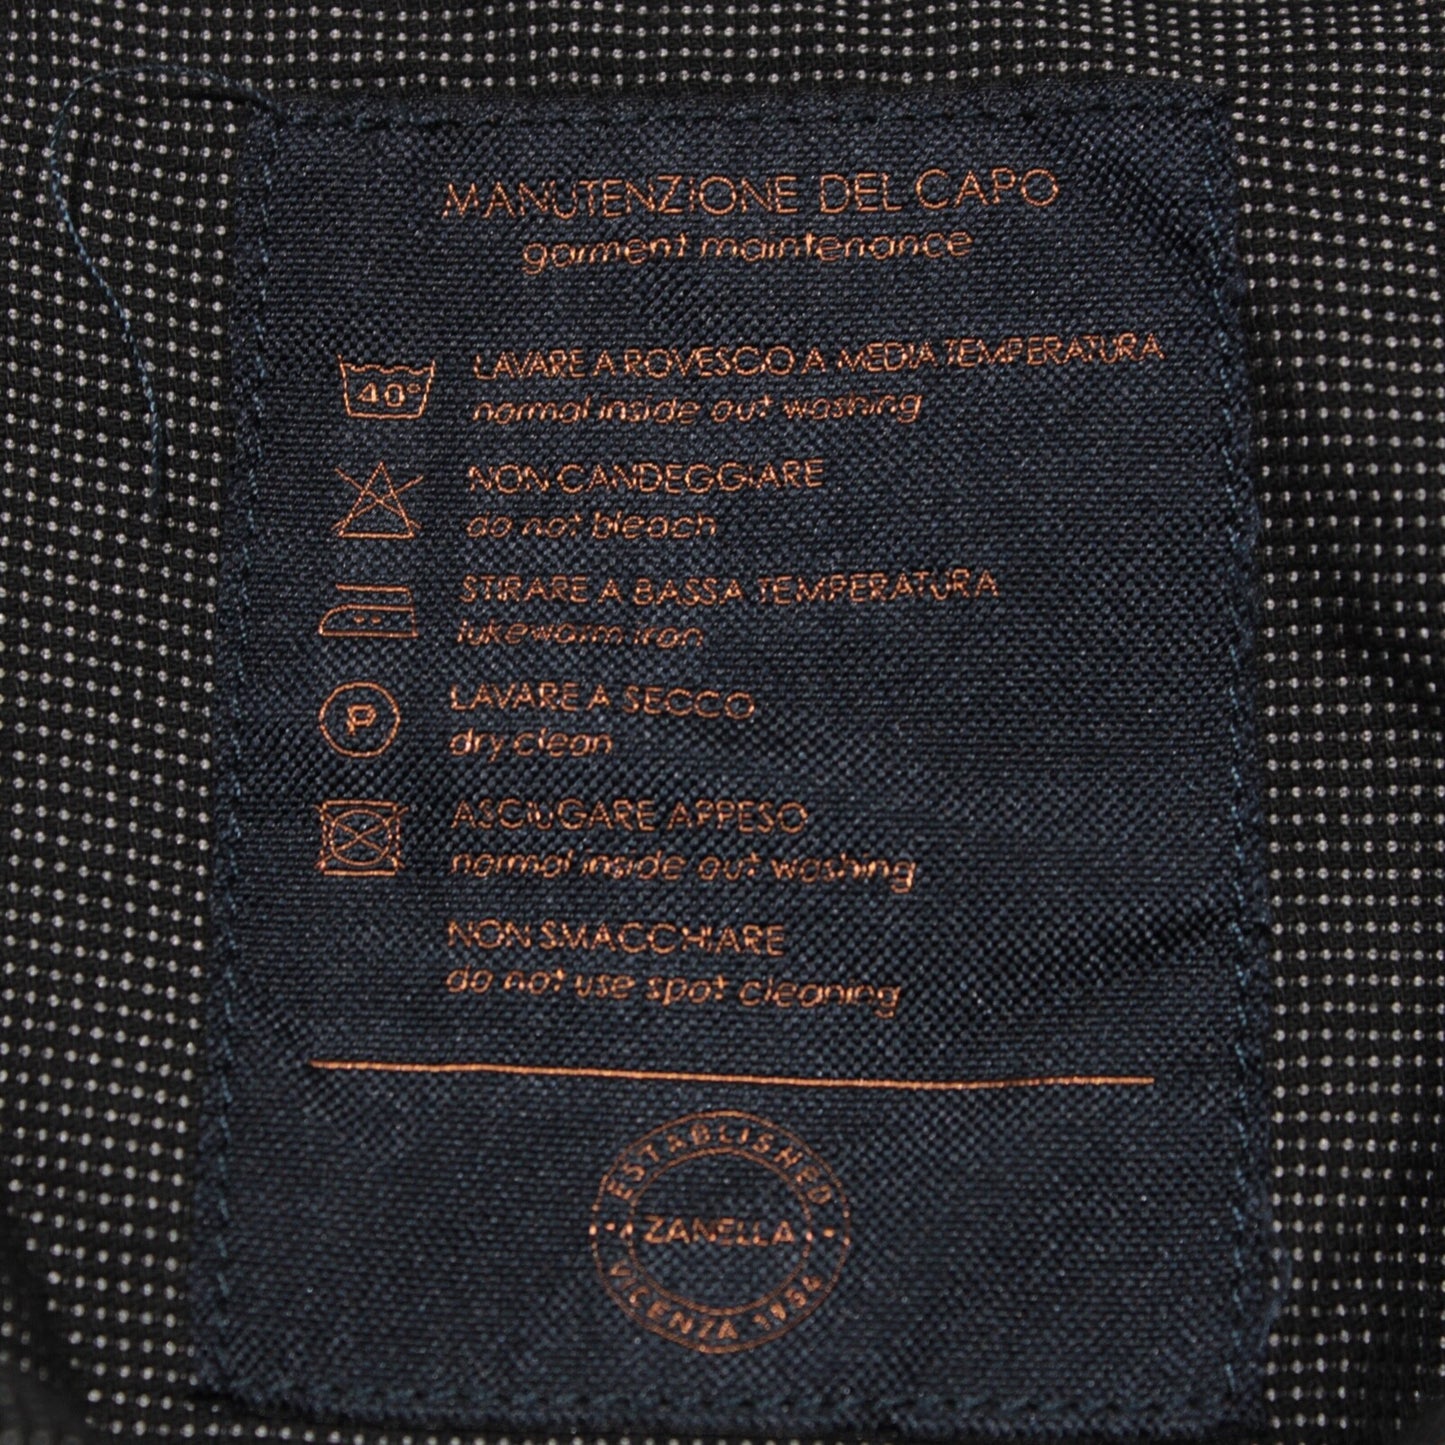 MANUTENZIONE DEL CAPO
garment maintenance
40°
LAVARE A ROVESCO A MEDIA TEMPERATURA
normal inside out washing
NON CANDEGGIARE
do not bleach
STIRARE A BASSA TEMPERATURA
lukewarm iron
P
LAVARE A SECCO
dry clean
ASCIUGARE APPESO
normal inside out washing
NON SMACCHIARE
do not use spot cleaning
ESTABLISHED
ZANELLA
VICENZA 1954